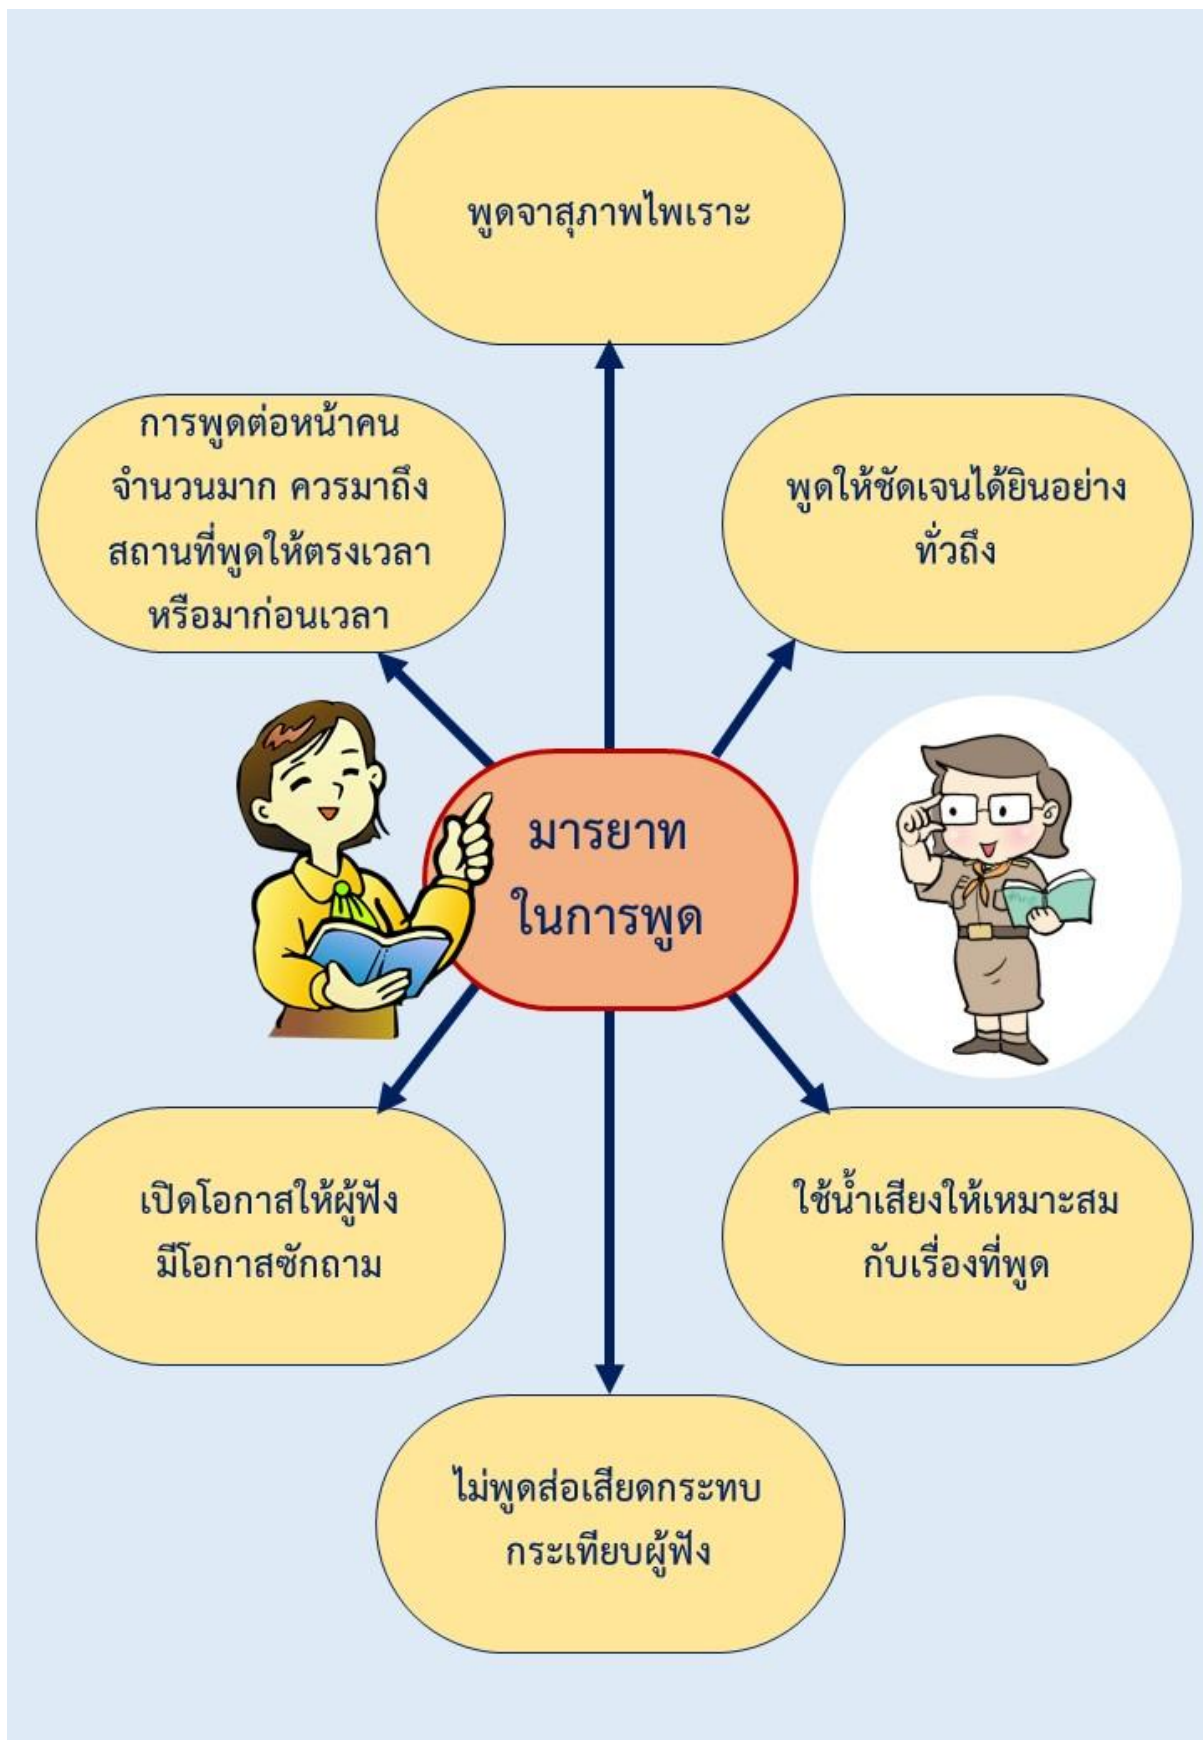 พูดจาสุภาพไพเราะ
การพูดต่อหน้าคน
จำนวนมาก ควรมาถึง
สถานที่พูดให้ตรงเวลา
หรือมาก่อนเวลา
พูดให้ชัดเจนได้ยินอย่าง
ทั่วถึง
มารยาท
ในการพูด
เปิดโอกาสให้ผู้ฟัง
มีโอกาสซักถาม
ใช้น้ำเสียงให้เหมาะสม
กับเรื่องที่พูด
ไม่พูดส่อเสียดกระทบ
กระเทียบผู้ฟัง